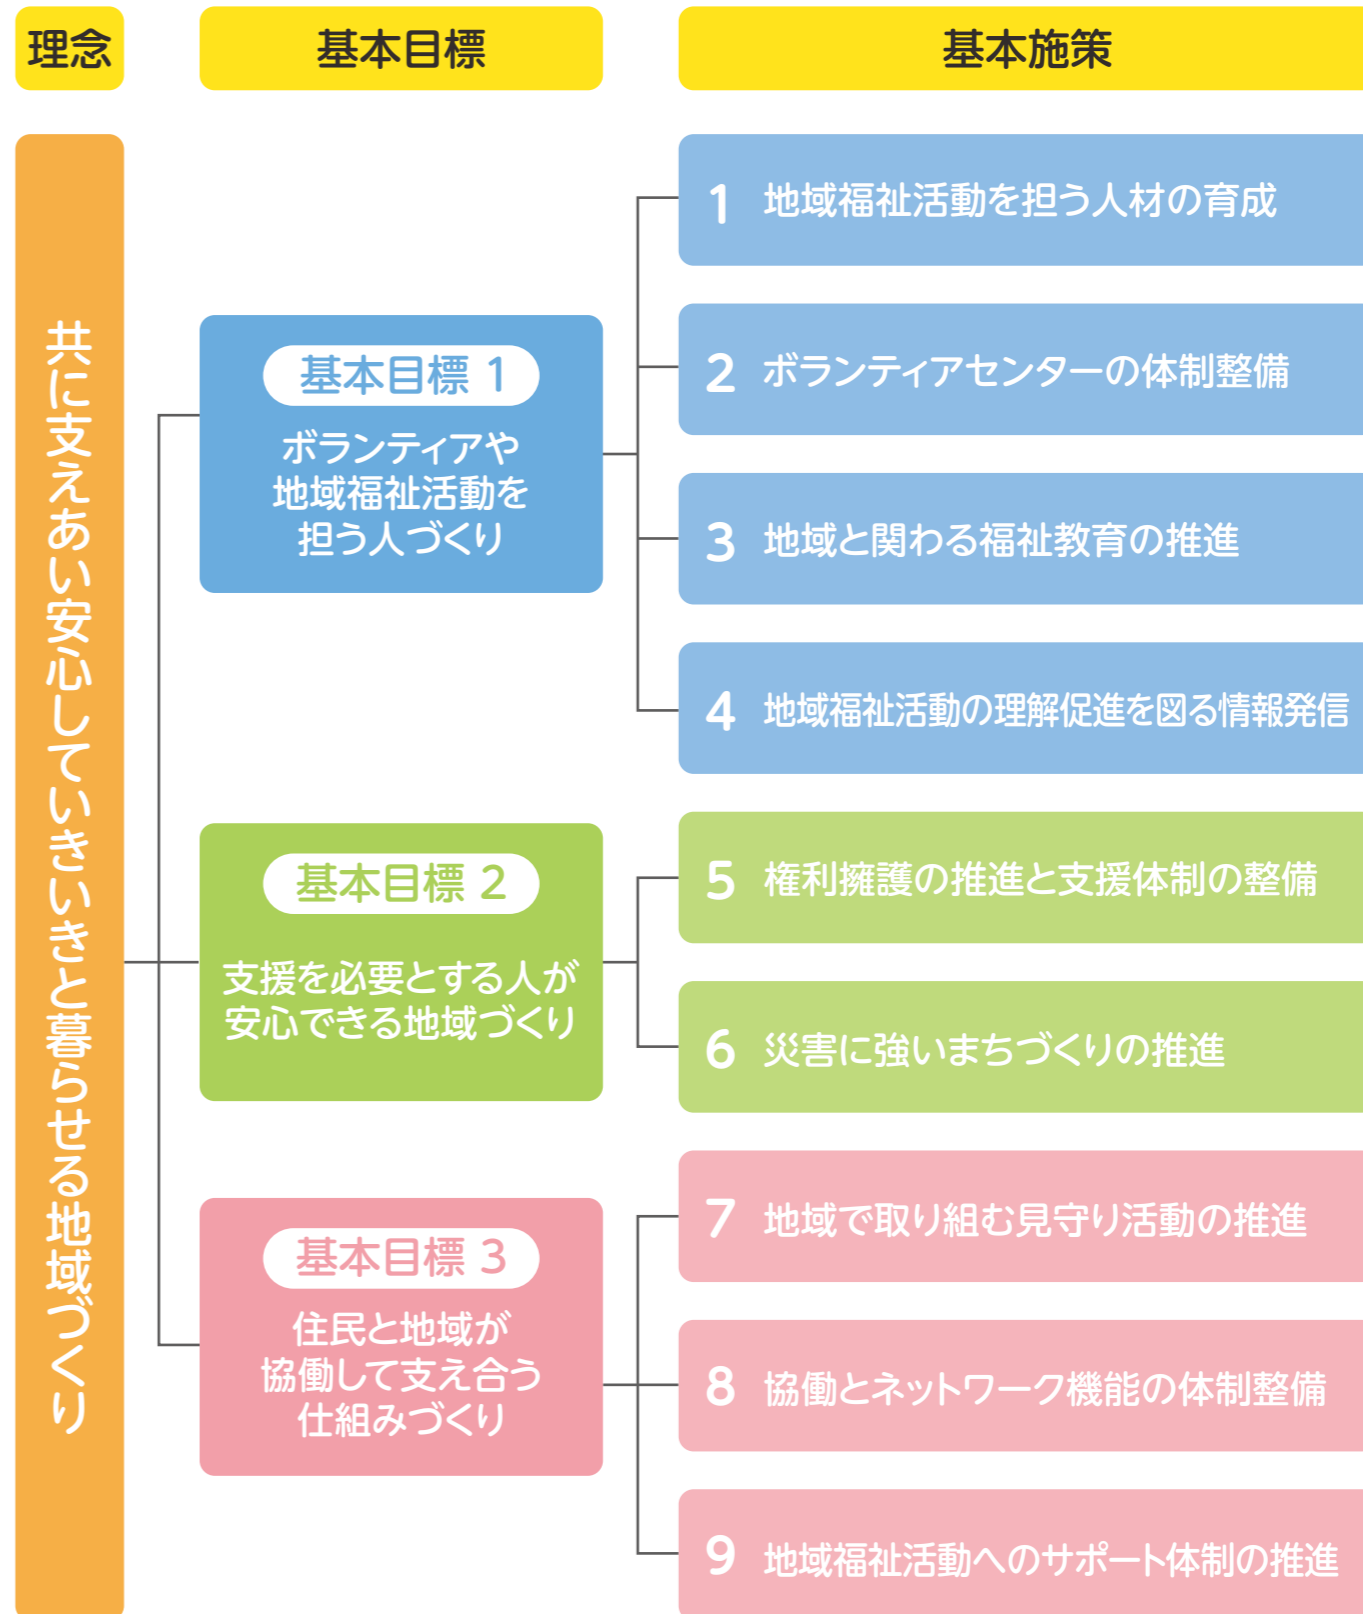 理念
基本目標
基本施策
共に支えあい安心していきいきと暮らせる地域づくり
基本目標 1
ボランティアや
地域福祉活動を
担う人づくり
1 地域福祉活動を担う人材の育成
2 ボランティアセンターの体制整備
3 地域と関わる福祉教育の推進
4 地域福祉活動の理解促進を図る情報発信
基本目標 2
支援を必要とする人が
安心できる地域づくり
5 権利擁護の推進と支援体制の整備
6 災害に強いまちづくりの推進
基本目標 3
住民と地域が
協働して支え合う
仕組みづくり
7 地域で取り組む見守り活動の推進
8 協働とネットワーク機能の体制整備
9 地域福祉活動へのサポート体制の推進